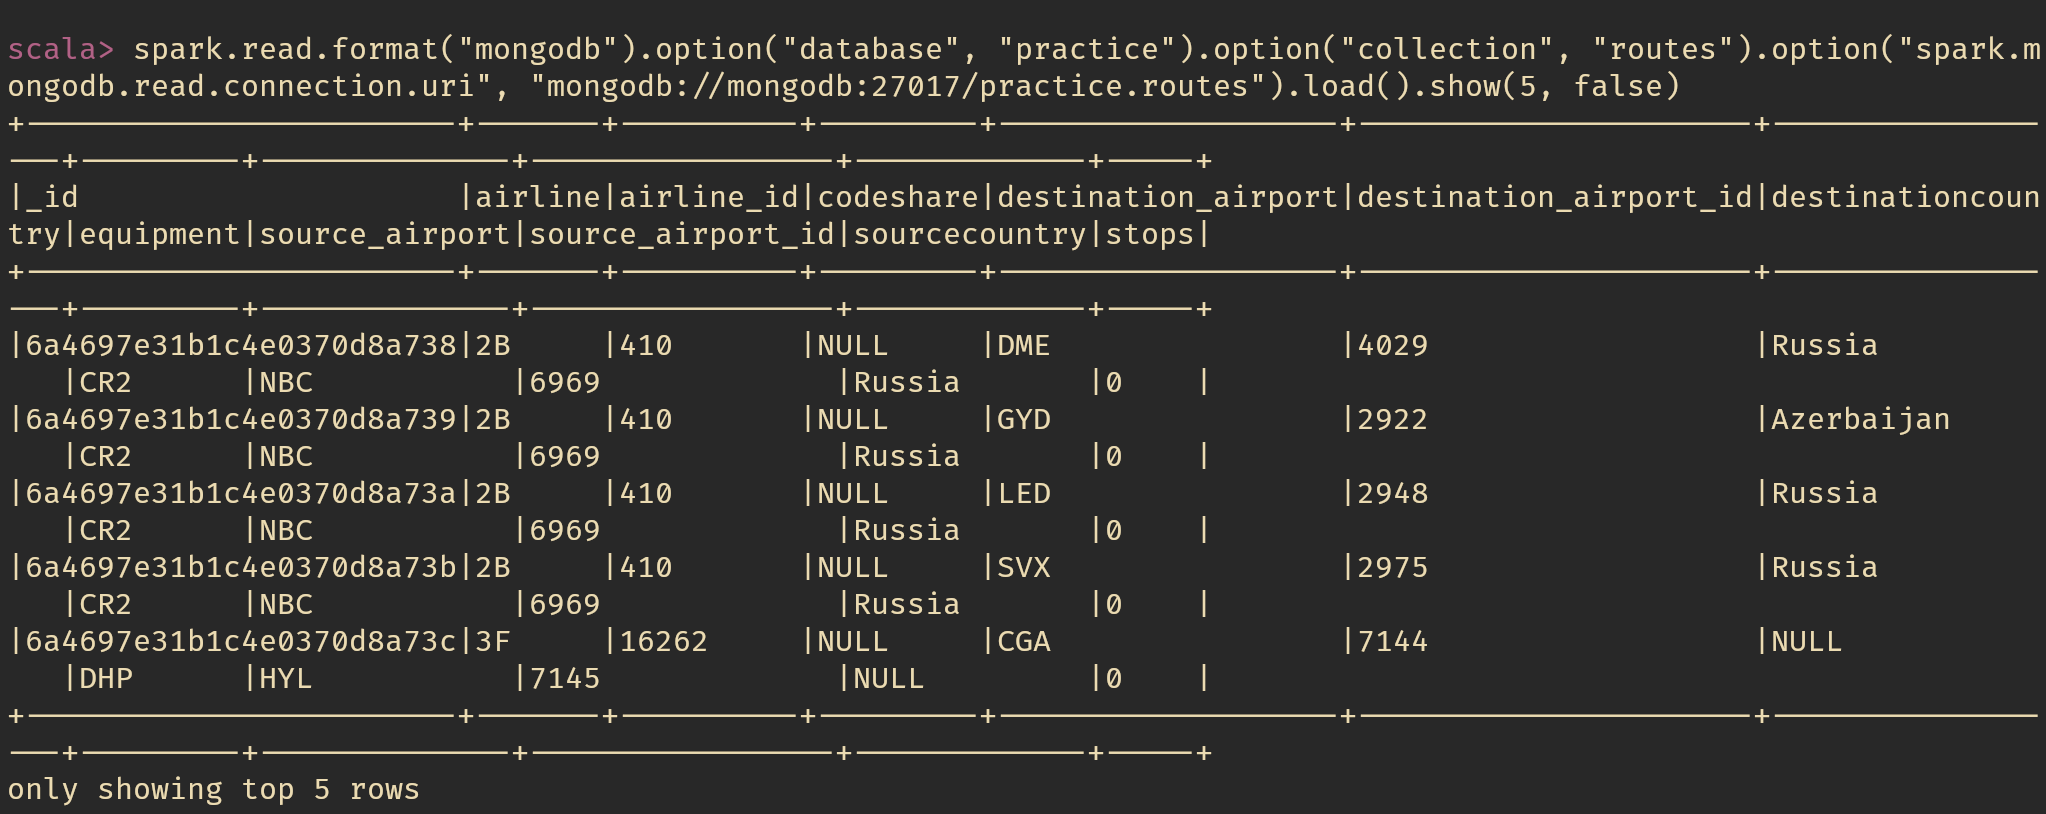 scala> spark.read.format("mongodb").option("database", "practice").option("collection", "routes").option("spark.m
ongodb.read.connection.uri", "mongodb://mongodb:27017/practice.routes").load().show(5, false)
+------------------------+-------+----------+---------+-------------------+----------------------+---------------
---+---------+--------------+-----------------+-------------+-----+
|_id                     |airline|airline_id|codeshare|destination_airport|destination_airport_id|destinationcoun
try|equipment|source_airport|source_airport_id|sourcecountry|stops|
+------------------------+-------+----------+---------+-------------------+----------------------+---------------
---+---------+--------------+-----------------+-------------+-----+
|6a4697e31b1c4e0370d8a738|2B     |410       |NULL     |DME                |4029                  |Russia
   |CR2      |NBC           |6969             |Russia       |0    |
|6a4697e31b1c4e0370d8a739|2B     |410       |NULL     |GYD                |2922                  |Azerbaijan
   |CR2      |NBC           |6969             |Russia       |0    |
|6a4697e31b1c4e0370d8a73a|2B     |410       |NULL     |LED                |2948                  |Russia
   |CR2      |NBC           |6969             |Russia       |0    |
|6a4697e31b1c4e0370d8a73b|2B     |410       |NULL     |SVX                |2975                  |Russia
   |CR2      |NBC           |6969             |Russia       |0    |
|6a4697e31b1c4e0370d8a73c|3F     |16262     |NULL     |CGA                |7144                  |NULL
   |DHP      |HYL           |7145             |NULL         |0    |
+------------------------+-------+----------+---------+-------------------+----------------------+---------------
---+---------+--------------+-----------------+-------------+-----+
only showing top 5 rows